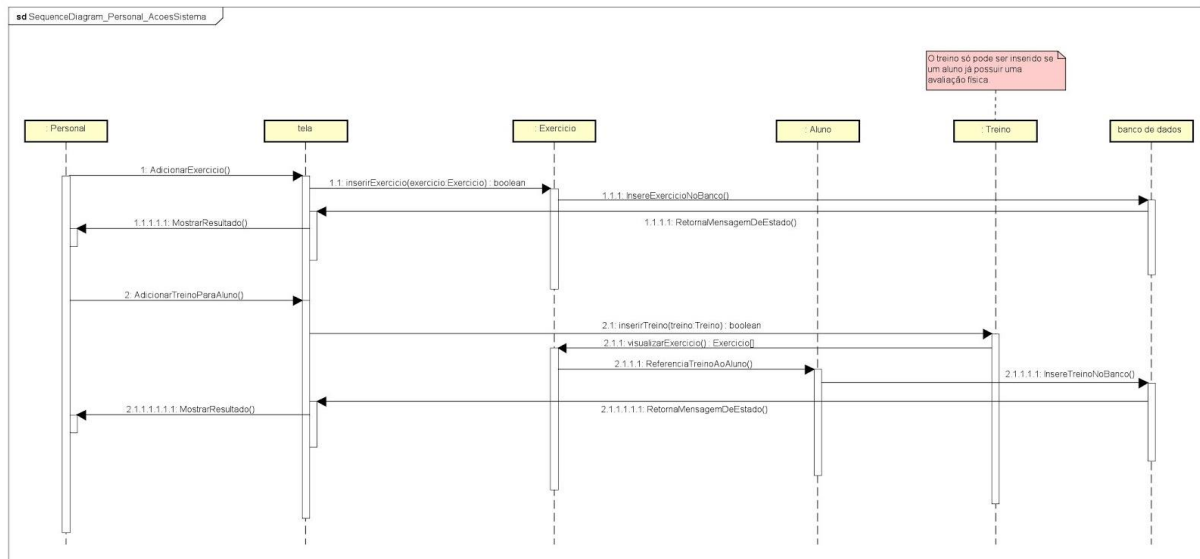 sd SequenceDiagram_Personal_AcoesSistema
O treino só pode ser inserido se
um aluno já possuir uma
avaliação física.
: Personal
tela
: Exercicio
: Aluno
: Treino
banco de dados
1: AdicionarExercicio()
1.1: inserirExercicio(exercicio:Exercicio) : boolean
1.1.1: InsereExercicioNoBanco()
1.1.1.1: RetornaMensagemDeEstado()
1.1.1.1.1: MostrarResultado()
2: AdicionarTreinoParaAluno()
2.1: inserirTreino(treino:Treino) : boolean
2.1.1: visualizarExercicio() : Exercicio[]
2.1.1.1: ReferenciaTreinoAoAluno()
2.1.1.1.1: InsereTreinoNoBanco()
2.1.1.1.1.1: RetornaMensagemDeEstado()
2.1.1.1.1.1.1: MostrarResultado()